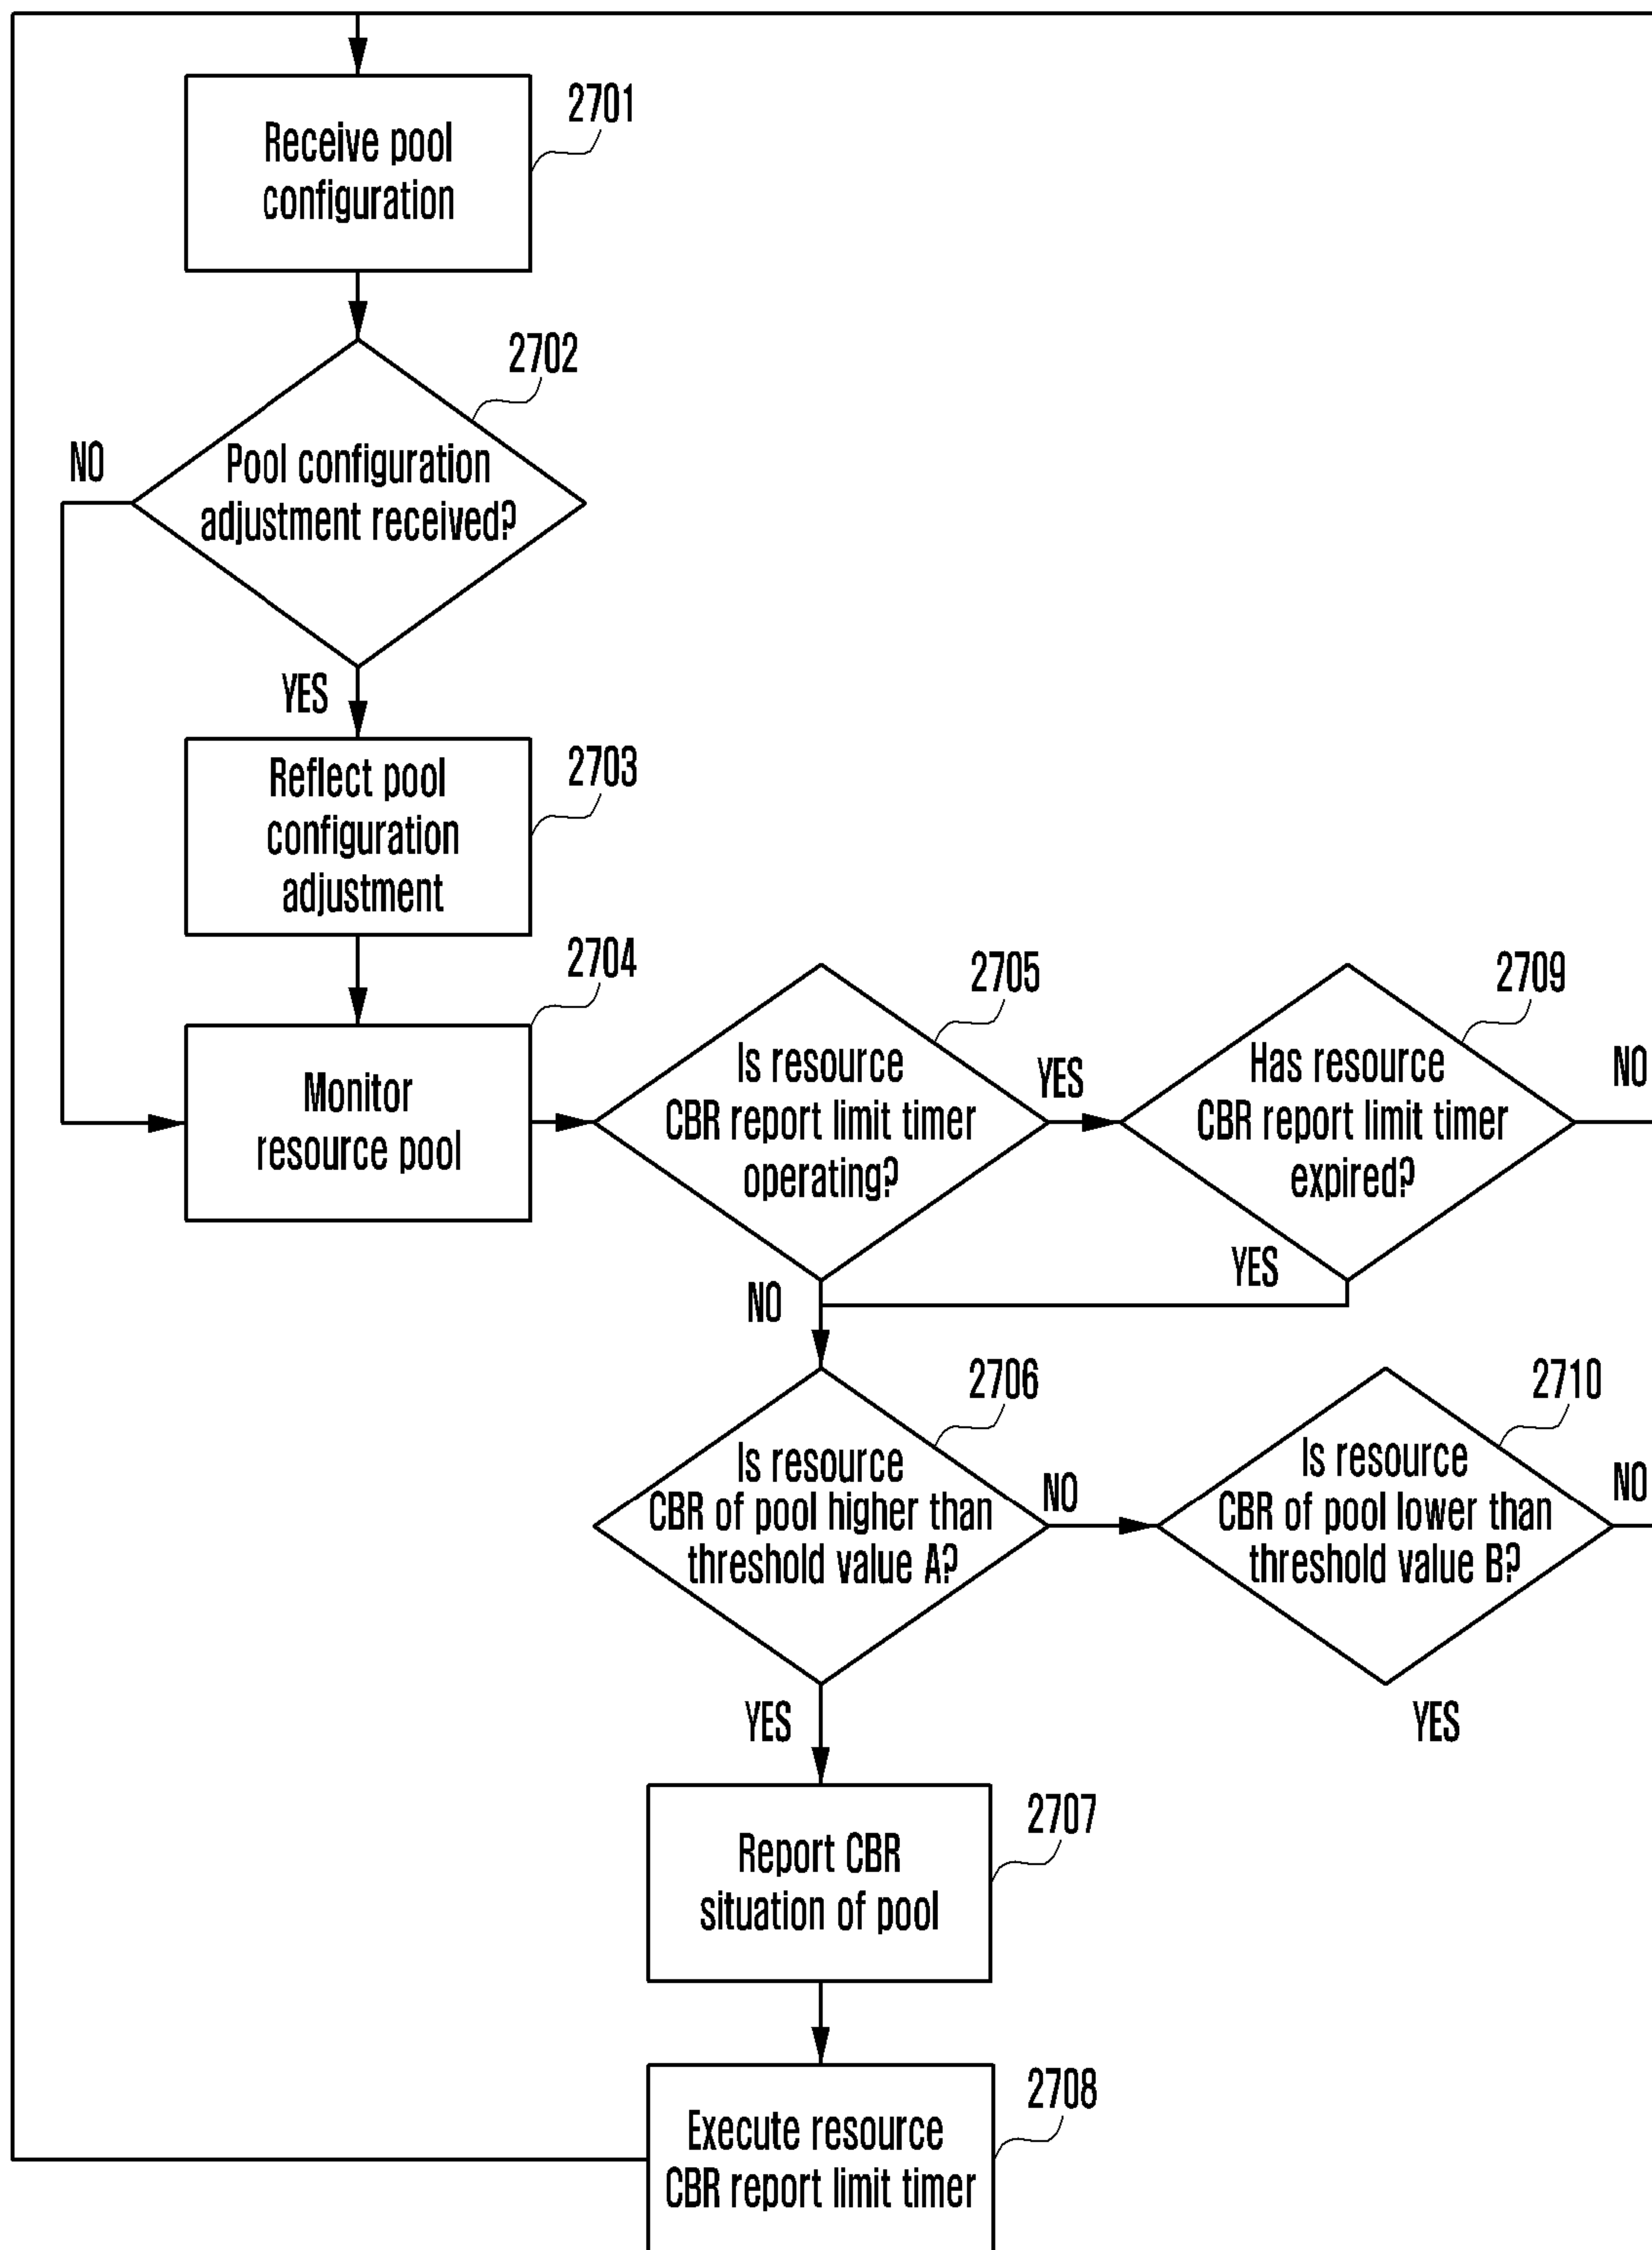 2701
Receive pool
configuration
2702
NO
Pool configuration
adjustment received?
YES
2703
Reflect pool
configuration
adjustment
2704
Monitor
resource pool
2705
Is resource
CBR report limit timer
operating?
YES
2709
Has resource
CBR report limit timer
expired?
NO
YES
NO
2706
Is resource
CBR of pool higher than
threshold value A?
NO
2710
Is resource
CBR of pool lower than
threshold value B?
NO
YES
YES
2707
Report CBR
situation of pool
2708
Execute resource
CBR report limit timer